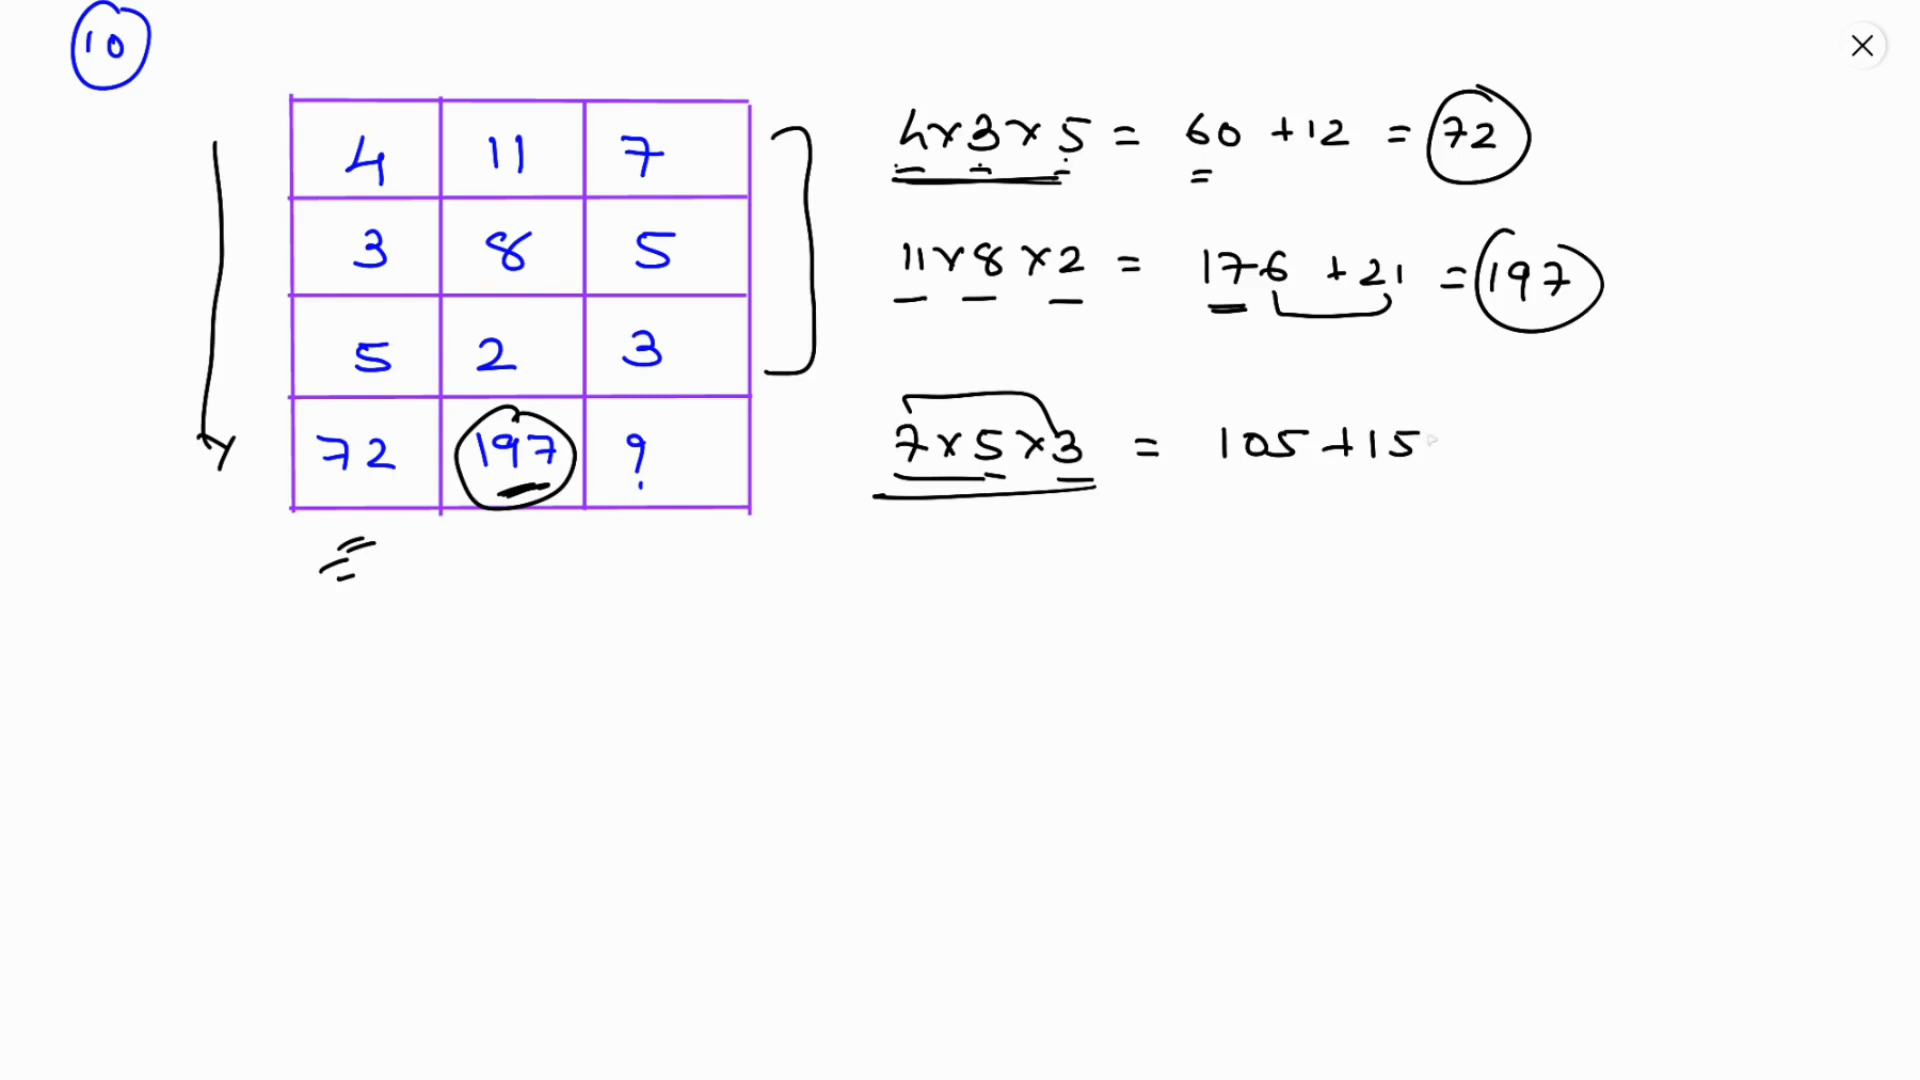 10
4 11 7
3 8 5
5 2 3
72 197 ?
4 x 3 x 5 = 60 + 12 = 72
11 x 8 x 2 = 176 + 21 = 197
7 x 5 x 3 = 105 + 15